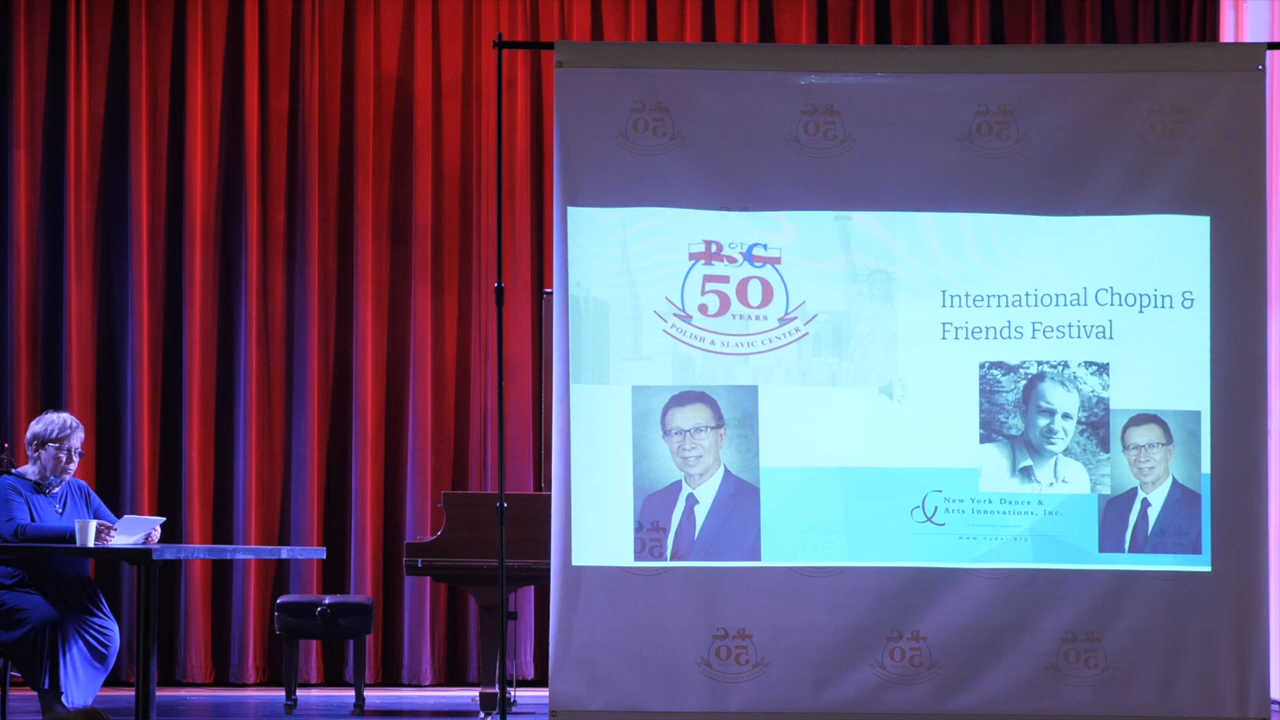 PSC
50
YEARS
POLISH & SLAVIC CENTER
International Chopin &
Friends Festival
New York Dance &
Arts Innovations, Inc.